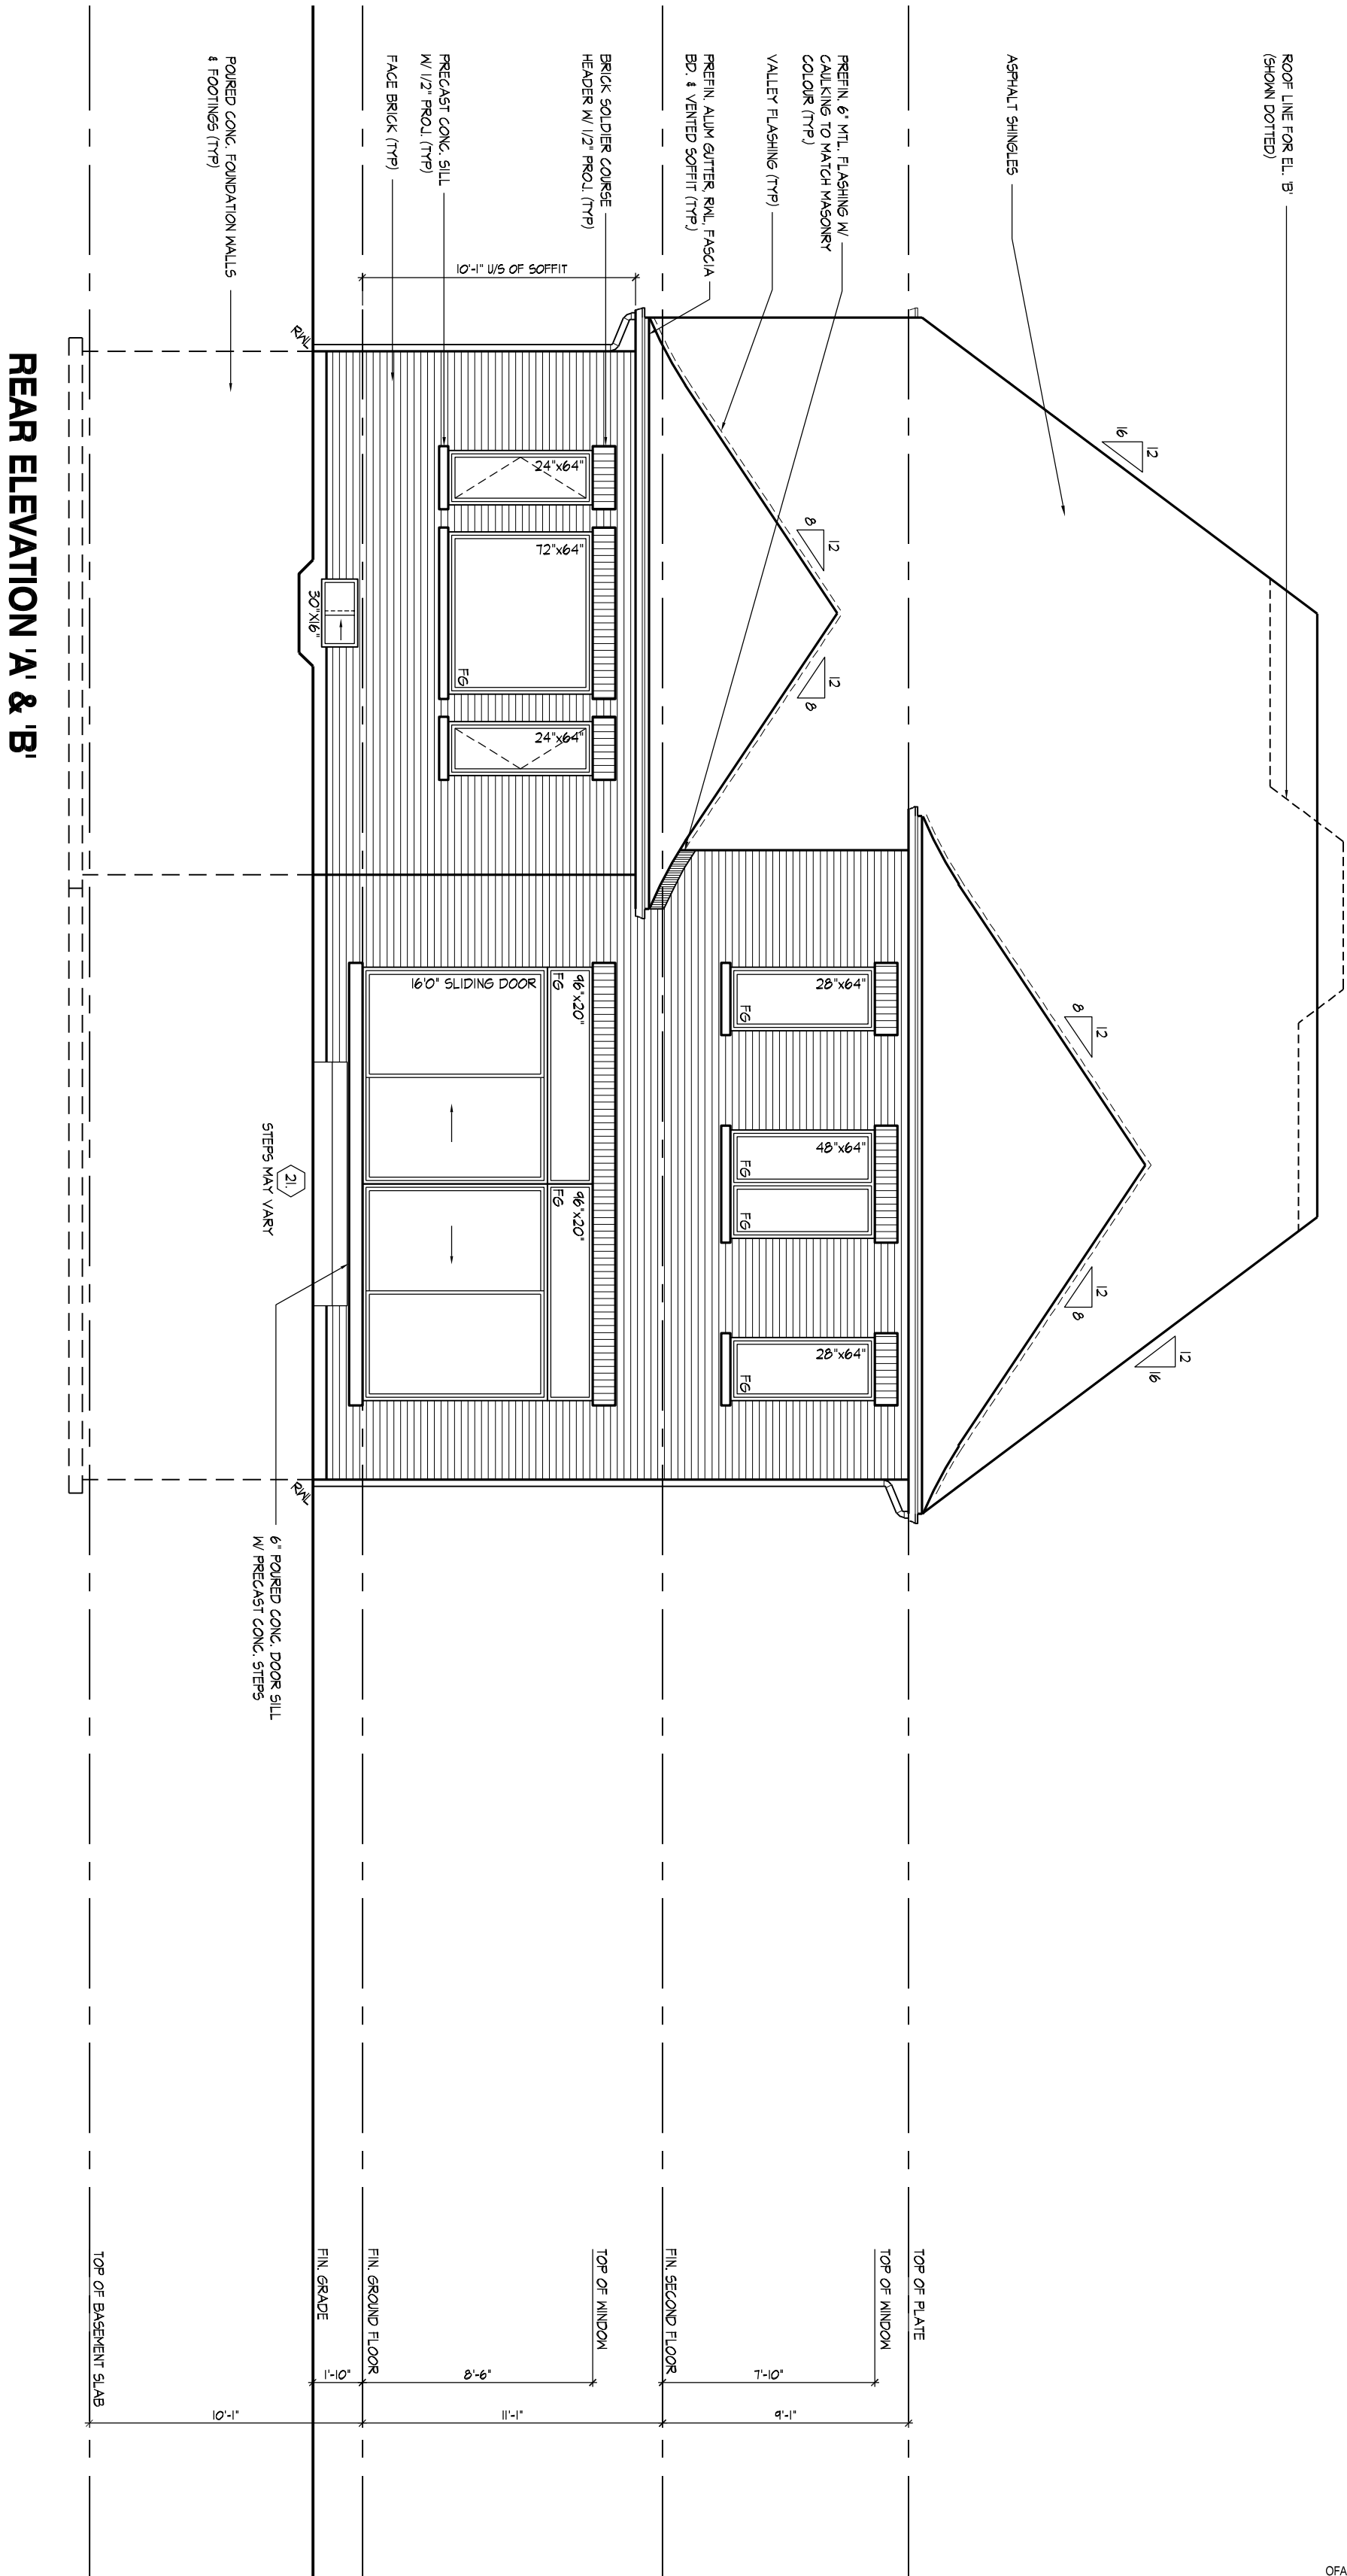 ROOF LINE FOR EL. 'B'
(SHOWN DOTTED)
ASPHALT SHINGLES
PREFIN. 6" MTL. FLASHING W/
CAULKING TO MATCH MASONRY
COLOUR (TYP.)
VALLEY FLASHING (TYP)
PREFIN. ALUM GUTTER, RWL, FASCIA
BD. & VENTED SOFFIT (TYP.)
BRICK SOLDIER COURSE
HEADER W/ 1/2" PROJ. (TYP)
PRECAST CONC. SILL
W/ 1/2" PROJ. (TYP)
FACE BRICK (TYP)
POURED CONC. FOUNDATION WALLS
& FOOTINGS (TYP)
10'-1" U/S OF SOFFIT
RWL
12
16
12
8
12
8
12
8
12
8
12
16
24"x64"
72"x64"
FG
24"x64"
30"X16"
28"x64"
FG
48"x64"
FG
FG
28"x64"
FG
96"x20"
FG
96"x20"
FG
16'0" SLIDING DOOR
21.
STEPS MAY VARY
RWL
6" POURED CONC. DOOR SILL
W/ PRECAST CONC. STEPS
TOP OF PLATE
TOP OF WINDOW
FIN. SECOND FLOOR
TOP OF WINDOW
FIN. GROUND FLOOR
FIN. GRADE
TOP OF BASEMENT SLAB
7'-10"
8'-6"
1'-10"
9'-1"
11'-1"
10'-1"
REAR ELEVATION 'A' & 'B'
OFA